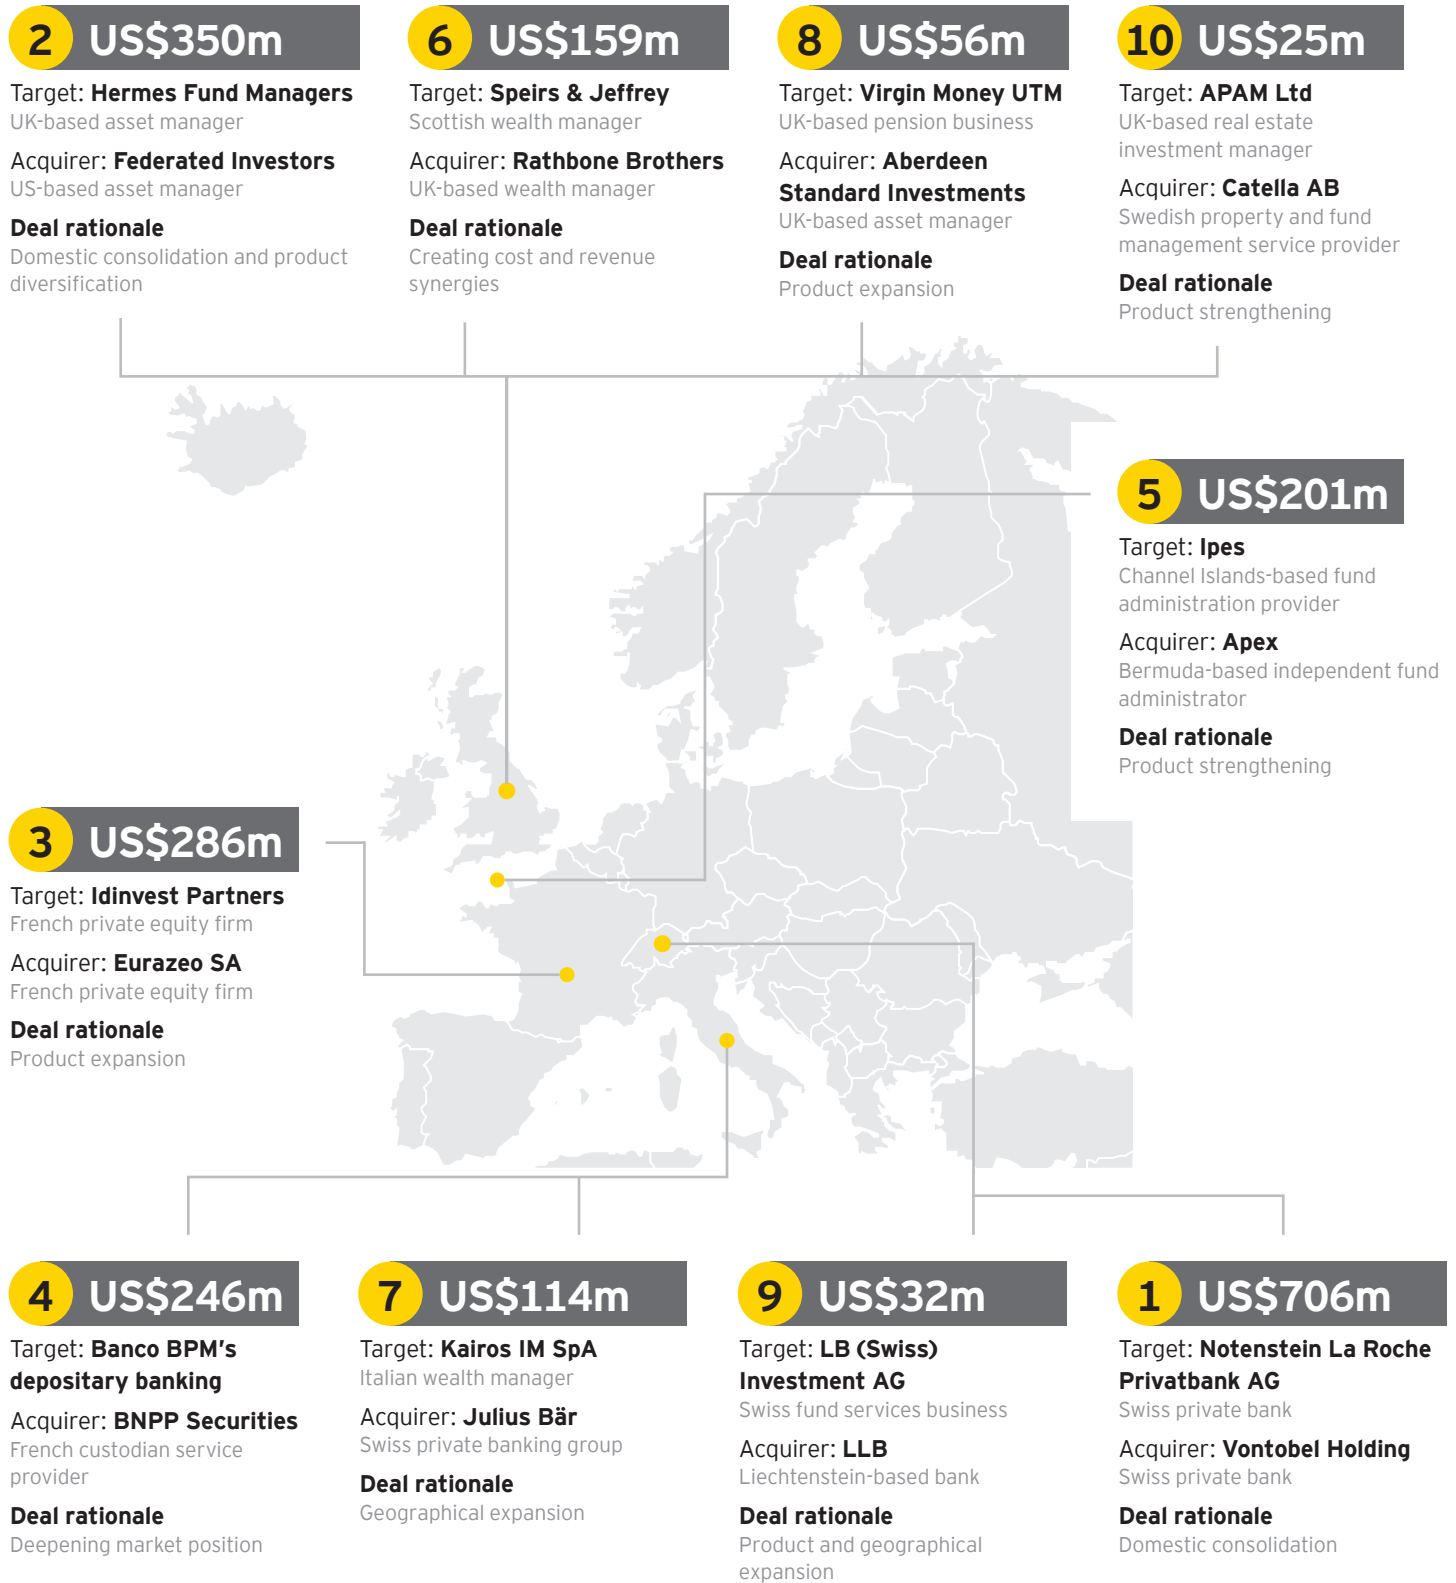 2 US$350m
Target: Hermes Fund Managers
UK-based asset manager
Acquirer: Federated Investors
US-based asset manager
Deal rationale
Domestic consolidation and product
diversification
6 US$159m
Target: Speirs & Jeffrey
Scottish wealth manager
Acquirer: Rathbone Brothers
UK-based wealth manager
Deal rationale
Creating cost and revenue
synergies
8 US$56m
Target: Virgin Money UTM
UK-based pension business
Acquirer: Aberdeen
Standard Investments
UK-based asset manager
Deal rationale
Product expansion
10 US$25m
Target: APAM Ltd
UK-based real estate
investment manager
Acquirer: Catella AB
Swedish property and fund
management service provider
Deal rationale
Product strengthening
5 US$201m
Target: Ipes
Channel Islands-based fund
administration provider
Acquirer: Apex
Bermuda-based independent fund
administrator
Deal rationale
Product strengthening
3 US$286m
Target: Idinvest Partners
French private equity firm
Acquirer: Eurazeo SA
French private equity firm
Deal rationale
Product expansion
4 US$246m
Target: Banco BPM's
depositary banking
Acquirer: BNPP Securities
French custodian service
provider
Deal rationale
Deepening market position
7 US$114m
Target: Kairos IM SpA
Italian wealth manager
Acquirer: Julius Bär
Swiss private banking group
Deal rationale
Geographical expansion
9 US$32m
Target: LB (Swiss)
Investment AG
Swiss fund services business
Acquirer: LLB
Liechtenstein-based bank
Deal rationale
Product and geographical
expansion
1 US$706m
Target: Notenstein La Roche
Privatbank AG
Swiss private bank
Acquirer: Vontobel Holding
Swiss private bank
Deal rationale
Domestic consolidation